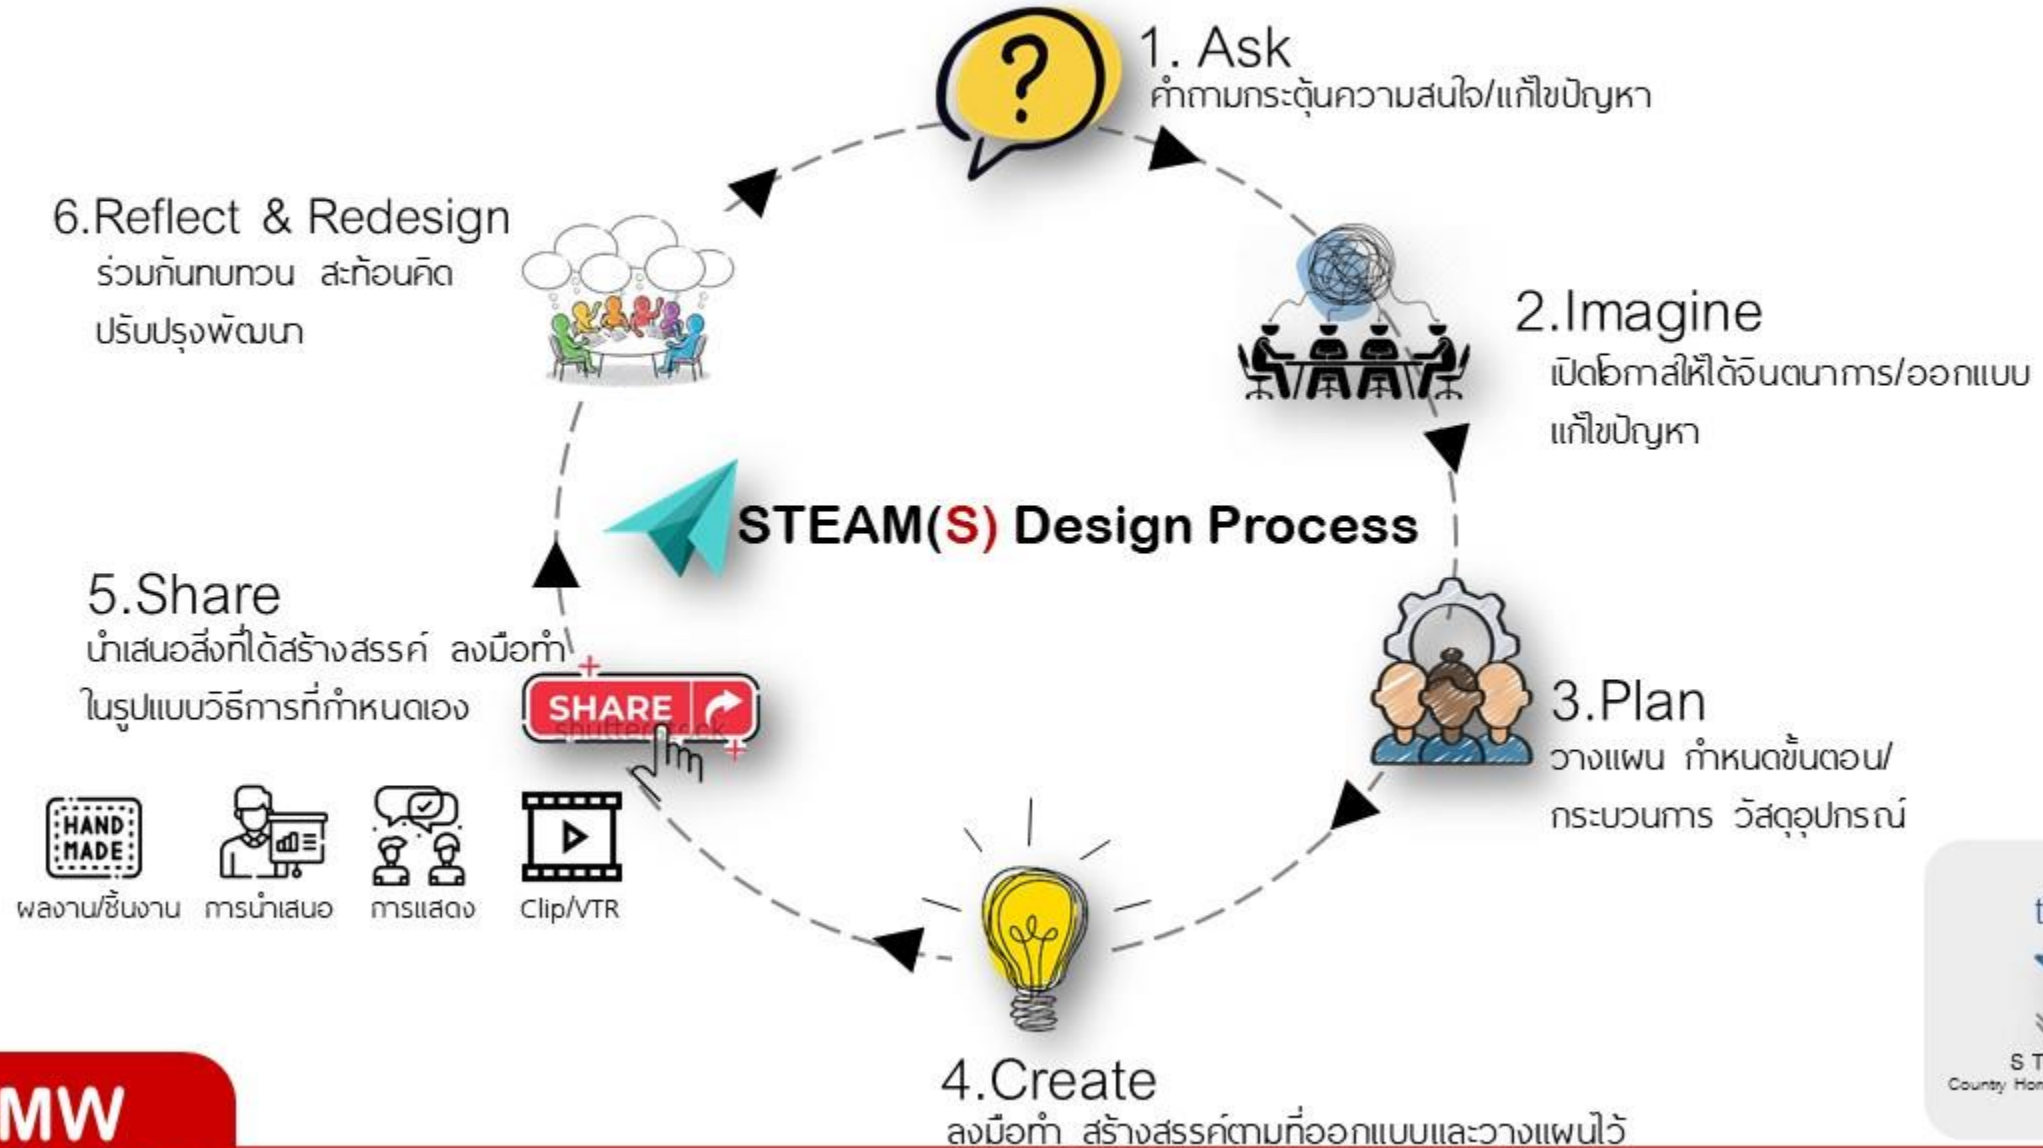 1. Ask
คำถามกระตุ้นความสนใจ/แก้ไขปัญหา
2.Imagine
เปิดโอกาสให้ได้จินตนาการ/ออกแบบ
แก้ไขปัญหา
3.Plan
วางแผน กำหนดขั้นตอน/
กระบวนการ วัสดุอุปกรณ์
4.Create
ลงมือทำ สร้างสรรค์ตามที่ออกแบบและวางแผนไว้
5.Share
นำเสนอสิ่งที่ได้สร้างสรรค์ ลงมือทำ
ในรูปแบบวิธีการที่กำหนดเอง
SHARE
shutterstock
HAND
MADE
ผลงาน/ชิ้นงาน การนำเสนอ การแสดง Clip/VTR
6.Reflect & Redesign
ร่วมกันทบทวน สะท้อนคิด
ปรับปรุงพัฒนา
STEAM(S) Design Process
MW
t
S T
Country Hom